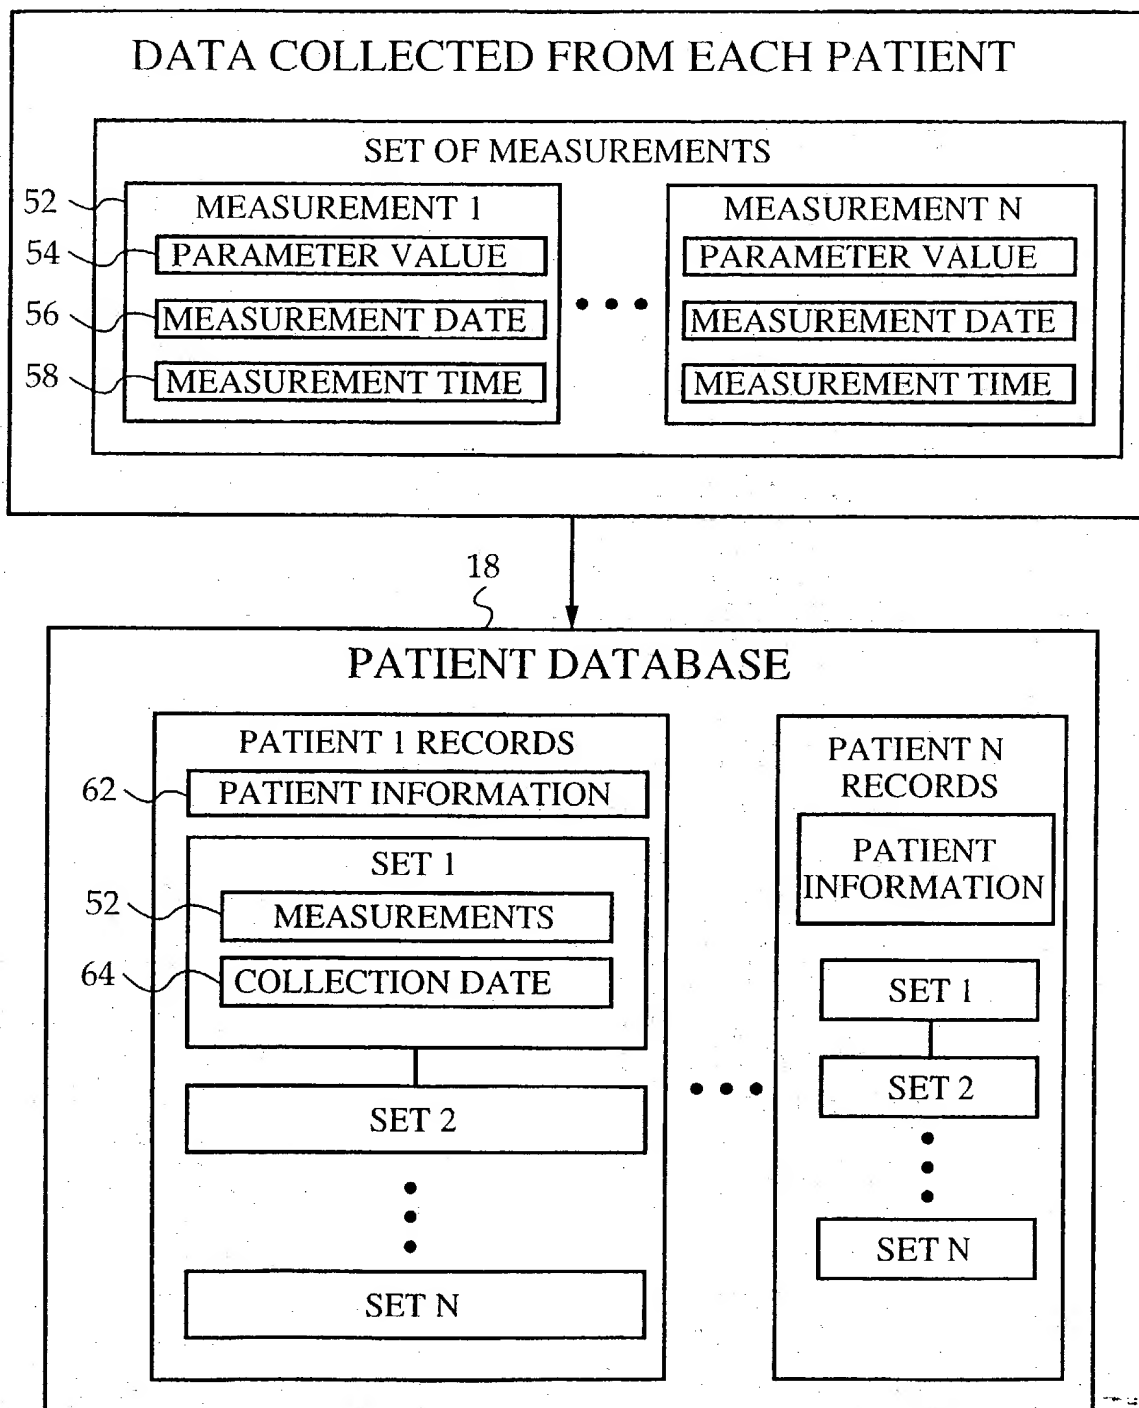 DATA COLLECTED FROM EACH PATIENT
SET OF MEASUREMENTS
52
MEASUREMENT 1
54
PARAMETER VALUE
56
MEASUREMENT DATE
58
MEASUREMENT TIME
MEASUREMENT N
PARAMETER VALUE
MEASUREMENT DATE
MEASUREMENT TIME
18
PATIENT DATABASE
PATIENT 1 RECORDS
62
PATIENT INFORMATION
SET 1
52
MEASUREMENTS
64
COLLECTION DATE
SET 2
SET N
PATIENT N
RECORDS
PATIENT
INFORMATION
SET 1
SET 2
SET N